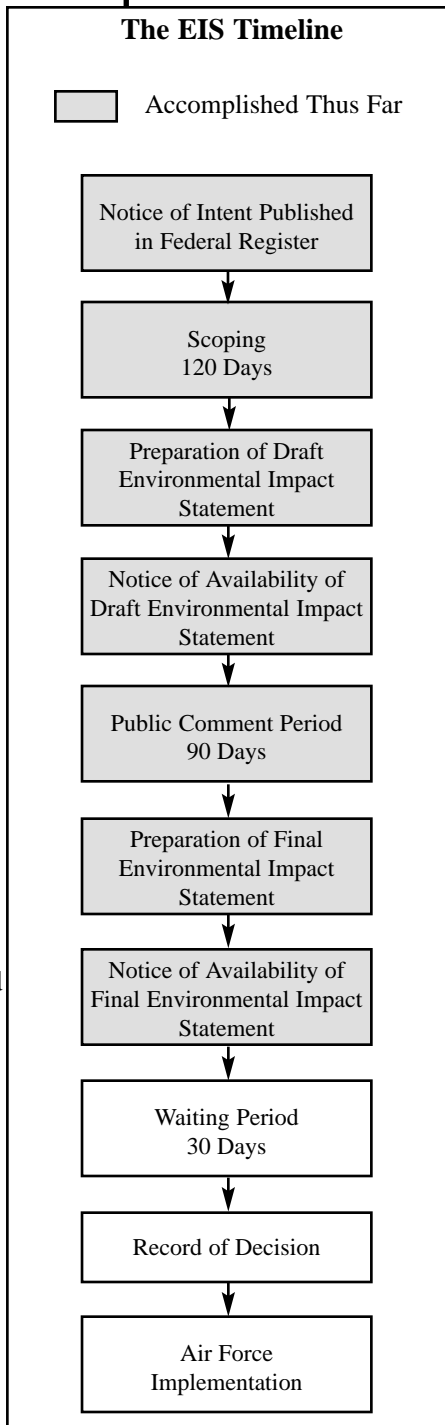 The EIS Timeline
Accomplished Thus Far
Notice of Intent Published
in Federal Register
Scoping
120 Days
Preparation of Draft
Environmental Impact
Statement
Notice of Availability of
Draft Environmental Impact
Statement
Public Comment Period
90 Days
Preparation of Final
Environmental Impact
Statement
Notice of Availability of
Final Environmental Impact
Statement
Waiting Period
30 Days
Record of Decision
Air Force
Implementation